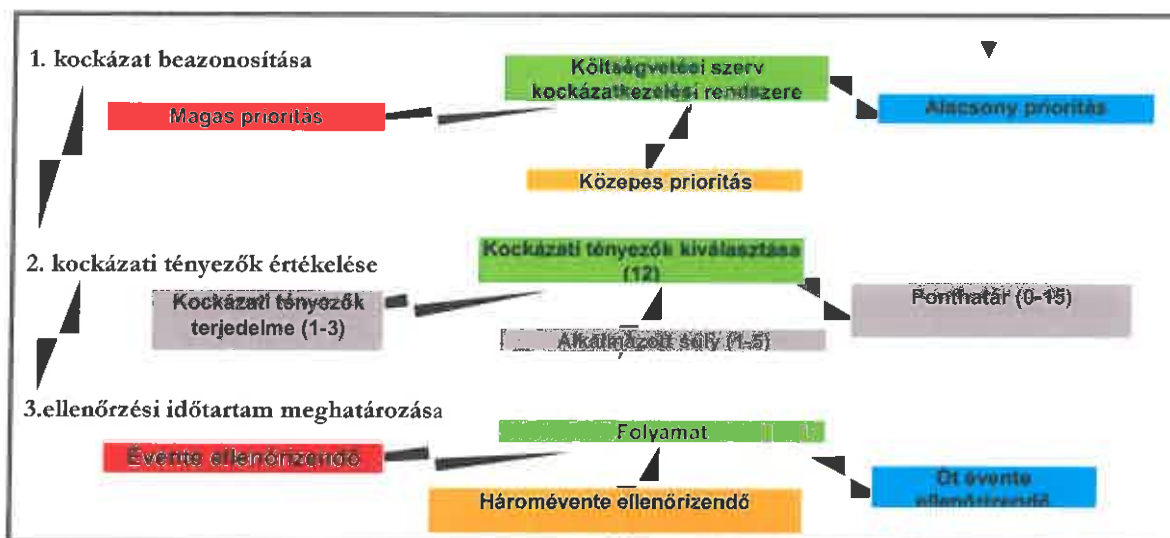 1. kockázat beazonosítása
Költségvetési szerv
kockázatkezelési rendszere
Magas prioritás
Alacsony prioritás
Közepes prioritás
2. kockázati tényezők értékelése
Kockázati tényezők kiválasztása
(12)
Kockázati tényezők
terjedelme (1-3)
Ponthatár (0-15)
Alkalmazott súly (1-5)
3.ellenőrzési időtartam meghatározása
Folyamat
Évente ellenőrizendő
Háromévente ellenőrizendő
Öt évente
ellenőrizendő